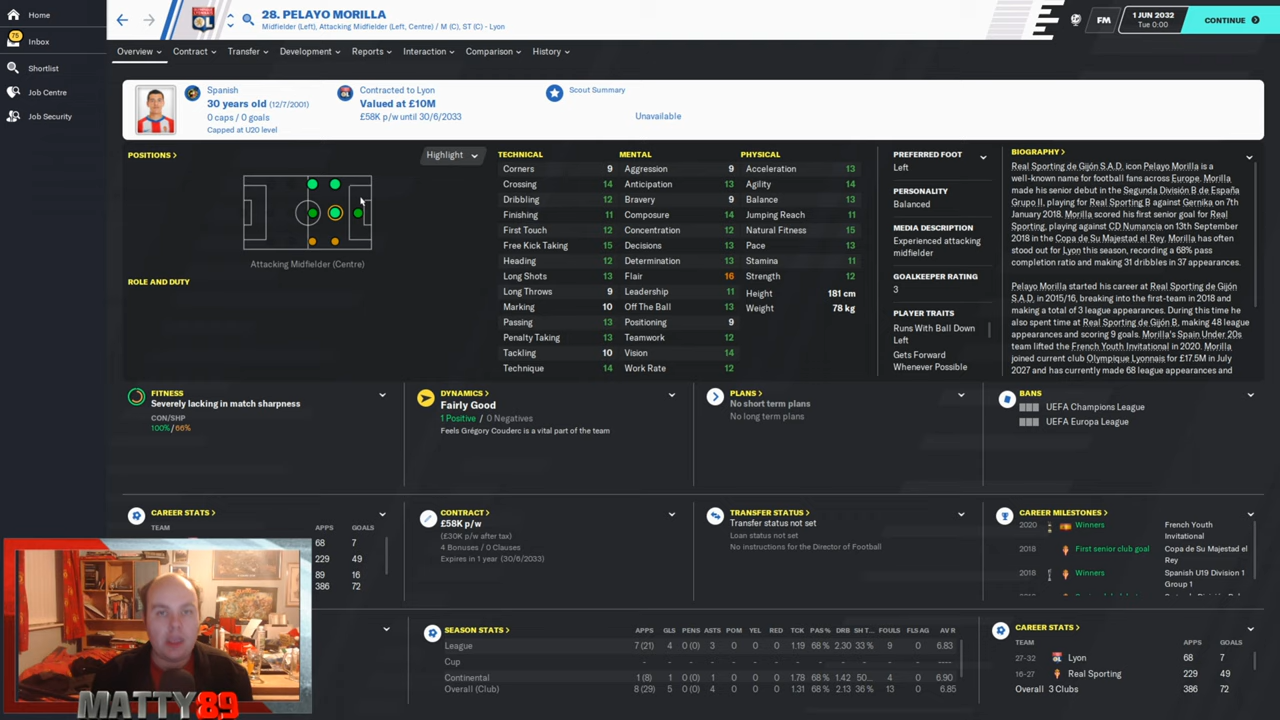 Home
75
Inbox
Shortlist
Job Centre
Job Security
28. PELAYO MORILLA
Midfielder (Left), Attacking Midfielder (Left, Centre) / M (C), ST (C) - Lyon
FM
1 JUN 2032
Tue 0:00
CONTINUE
Overview
Contract
Transfer
Development
Reports
Interaction
Comparison
History
Spanish
30 years old (12/7/2001)
0 caps / 0 goals
Capped at U20 level
Contracted to Lyon
Valued at £10M
£58K p/w until 30/6/2033
Scout Summary
Unavailable
POSITIONS >
Highlight
Attacking Midfielder (Centre)
ROLE AND DUTY
TECHNICAL
Corners 9
Crossing 14
Dribbling 12
Finishing 11
First Touch 12
Free Kick Taking 15
Heading 12
Long Shots 13
Long Throws 9
Marking 10
Passing 13
Penalty Taking 13
Tackling 10
Technique 14
MENTAL
Aggression 9
Anticipation 13
Bravery 9
Composure 14
Concentration 12
Decisions 13
Determination 13
Flair 16
Leadership 11
Off The Ball 13
Positioning 9
Teamwork 12
Vision 14
Work Rate 12
PHYSICAL
Acceleration 13
Agility 14
Balance 13
Jumping Reach 11
Natural Fitness 15
Pace 13
Stamina 11
Strength 12
Height 181 cm
Weight 78 kg
PREFERRED FOOT
Left
PERSONALITY
Balanced
MEDIA DESCRIPTION
Experienced attacking
midfielder
GOALKEEPER RATING
3
PLAYER TRAITS
Runs With Ball Down
Left
Gets Forward
Whenever Possible
BIOGRAPHY >
Real Sporting de Gijón S.A.D. icon Pelayo Morilla is a
well-known name for football fans across Europe. Morilla
made his senior debut in the Segunda División B de España
Grupo II, playing for Real Sporting B against Gernika on 7th
January 2018. Morilla scored his first senior goal for Real
Sporting, playing against CD Numancia on 13th September
2018 in the Copa de Su Majestad el Rey. Morilla has often
stood out for Lyon this season, recording a 68% pass
completion ratio and making 31 dribbles in 37 appearances.
Pelayo Morilla started his career at Real Sporting de Gijón
S.A.D. in 2015/16, breaking into the first-team in 2018 and
making a total of 3 league appearances. During this time he
also spent time at Real Sporting de Gijón B, making 48 league
appearances and scoring 9 goals. Morilla's Spain Under 20s
team lifted the French Youth Invitational in 2020. Morilla
joined current club Olympique Lyonnais for £17.5M in July
2027 and has currently made 68 league appearances and
FITNESS
Severely lacking in match sharpness
CON/SHP
100%/66%
DYNAMICS >
Fairly Good
1 Positive / 0 Negatives
Feels Grégory Couderc is a vital part of the team
PLANS >
No short term plans
No long term plans
BANS
UEFA Champions League
UEFA Europa League
CAREER STATS >
TEAM APPS GOALS
68 7
229 49
89 16
386 72
CONTRACT >
£58K p/w
(£30K p/w after tax)
4 Bonuses / 0 Clauses
Expires in 1 year (30/6/2033)
TRANSFER STATUS >
Transfer status not set
Loan status not set
No instructions for the Director of Football
CAREER MILESTONES >
2020 Winners French Youth
Invitational
2018 First senior club goal Copa de Su Majestad el
Rey
2018 Winners Spanish U19 Division 1
Group 1
SEASON STATS >
APPS GLS PENS ASTS POM YEL RED TCK PAS% DRB SH T... FOULS FLS AG AV R
League 7 (21) 4 0 (0) 3 0 0 0 1.19 68 % 2.30 33 % 9 0 6.83
Cup - - - - - - - - - - - - - ----
Continental 1 (8) 1 0 (0) 1 0 0 0 1.78 68 % 1.42 50... 4 0 6.90
Overall (Club) 8 (29) 5 0 (0) 4 0 0 0 1.31 68 % 2.13 36 % 13 0 6.85
CAREER STATS >
TEAM APPS GOALS
27-32 Lyon 68 7
16-27 Real Sporting 229 49
Overall 3 Clubs 386 72
MATTY89